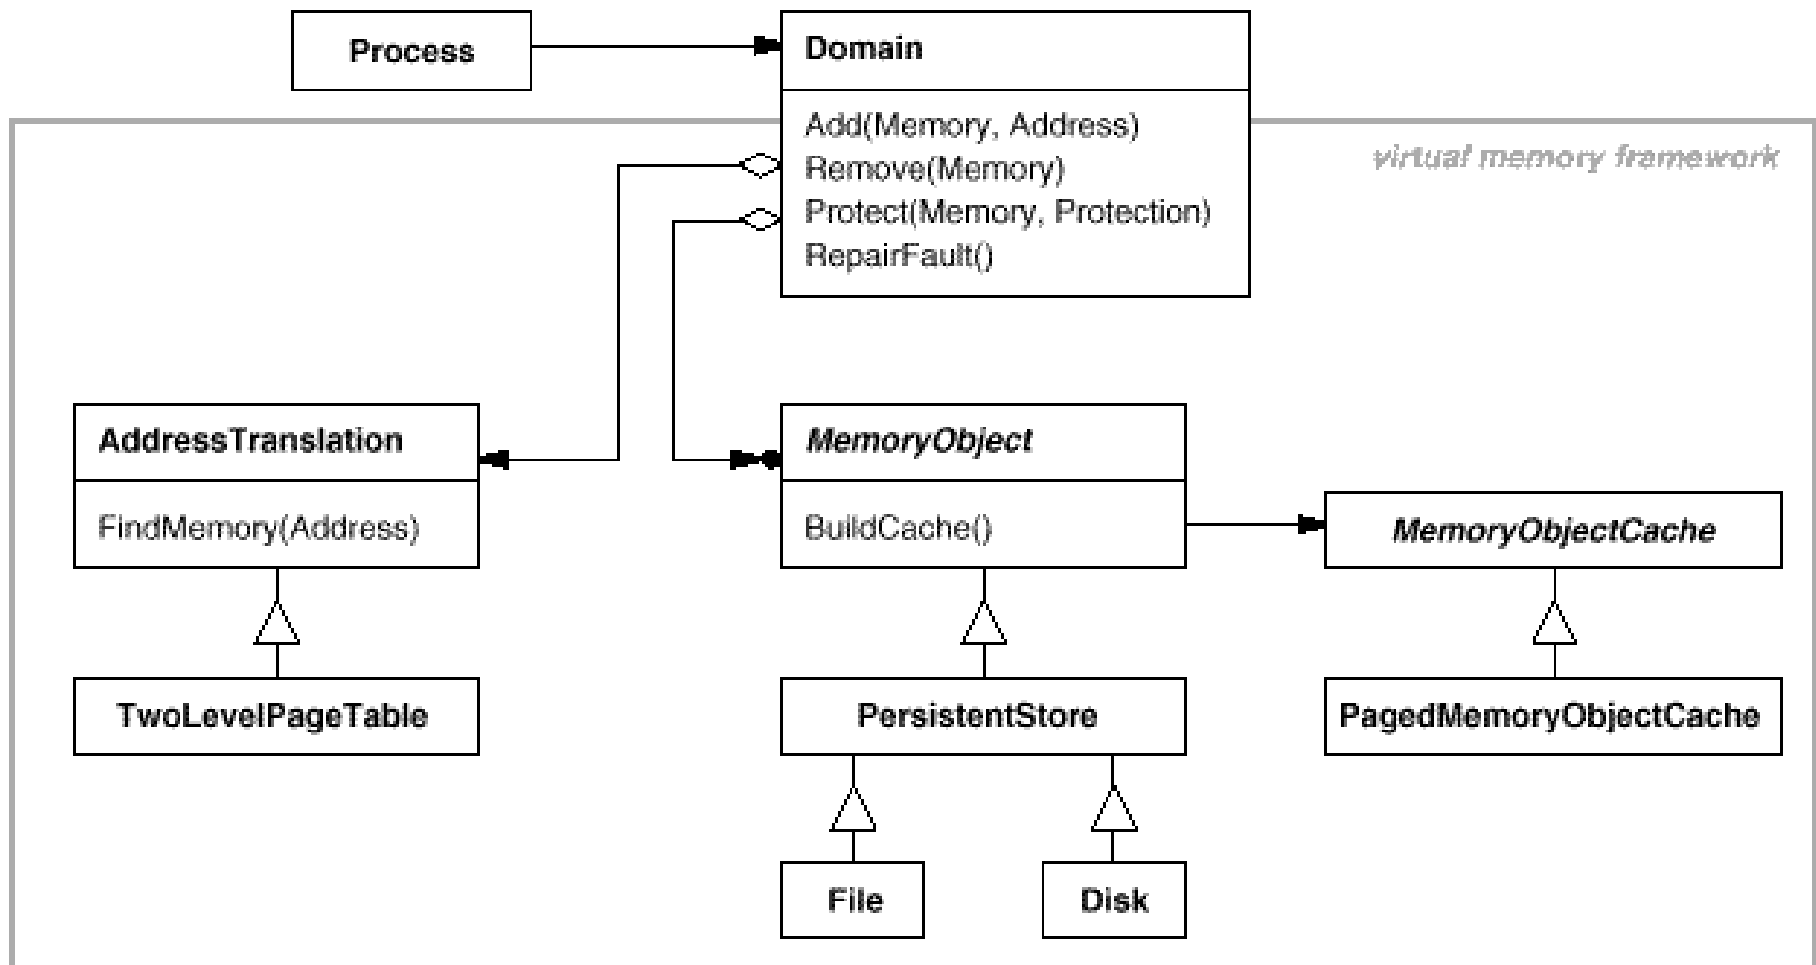 Process
Domain
Add(Memory, Address)
Remove(Memory)
Protect(Memory, Protection)
RepairFault()
virtual memory framework
AddressTranslation
FindMemory(Address)
MemoryObject
BuildCache()
MemoryObjectCache
TwoLevelPageTable
PersistentStore
PagedMemoryObjectCache
File
Disk